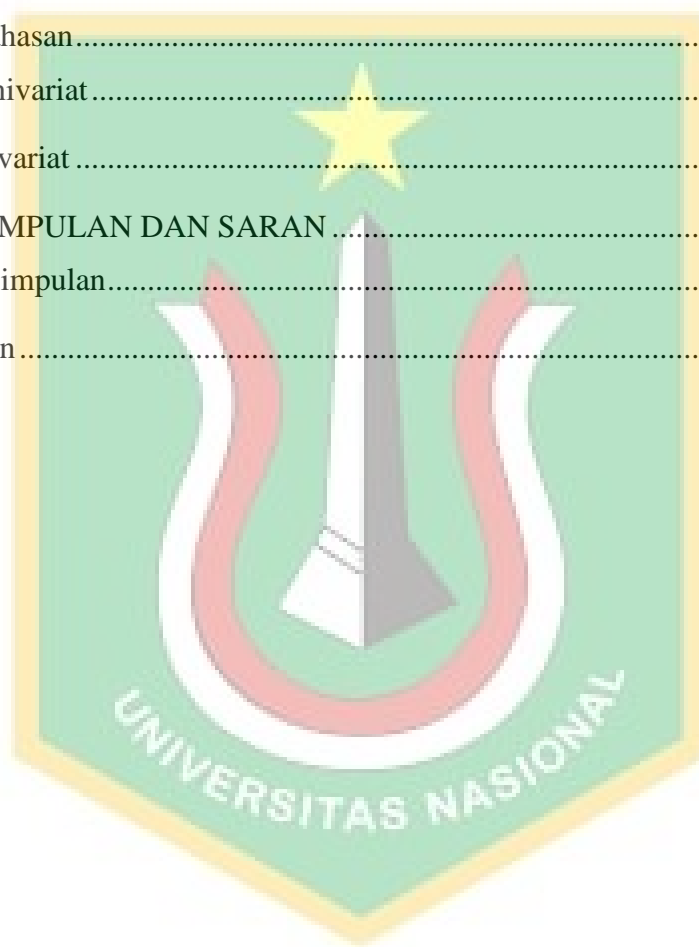 hasan....................................................................................
nivariat..................................................................................
variat ....................................................................................
MPULAN DAN SARAN ..............................................
impulan................................................................................
n ............................................................................................
UNIVERSITAS NASIONAL